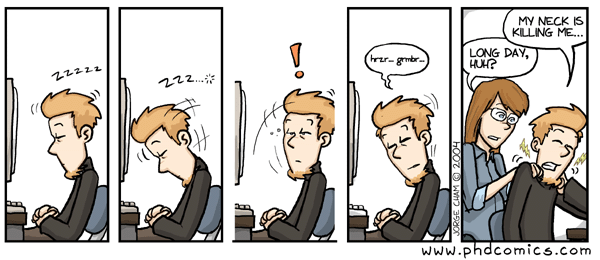 ZZZZZ
ZZZ....
!
hrzr... grmbr...
MY NECK IS
KILLING ME...
LONG DAY,
HUH?
JORGE CHAM © 2004
www.phdcomics.com